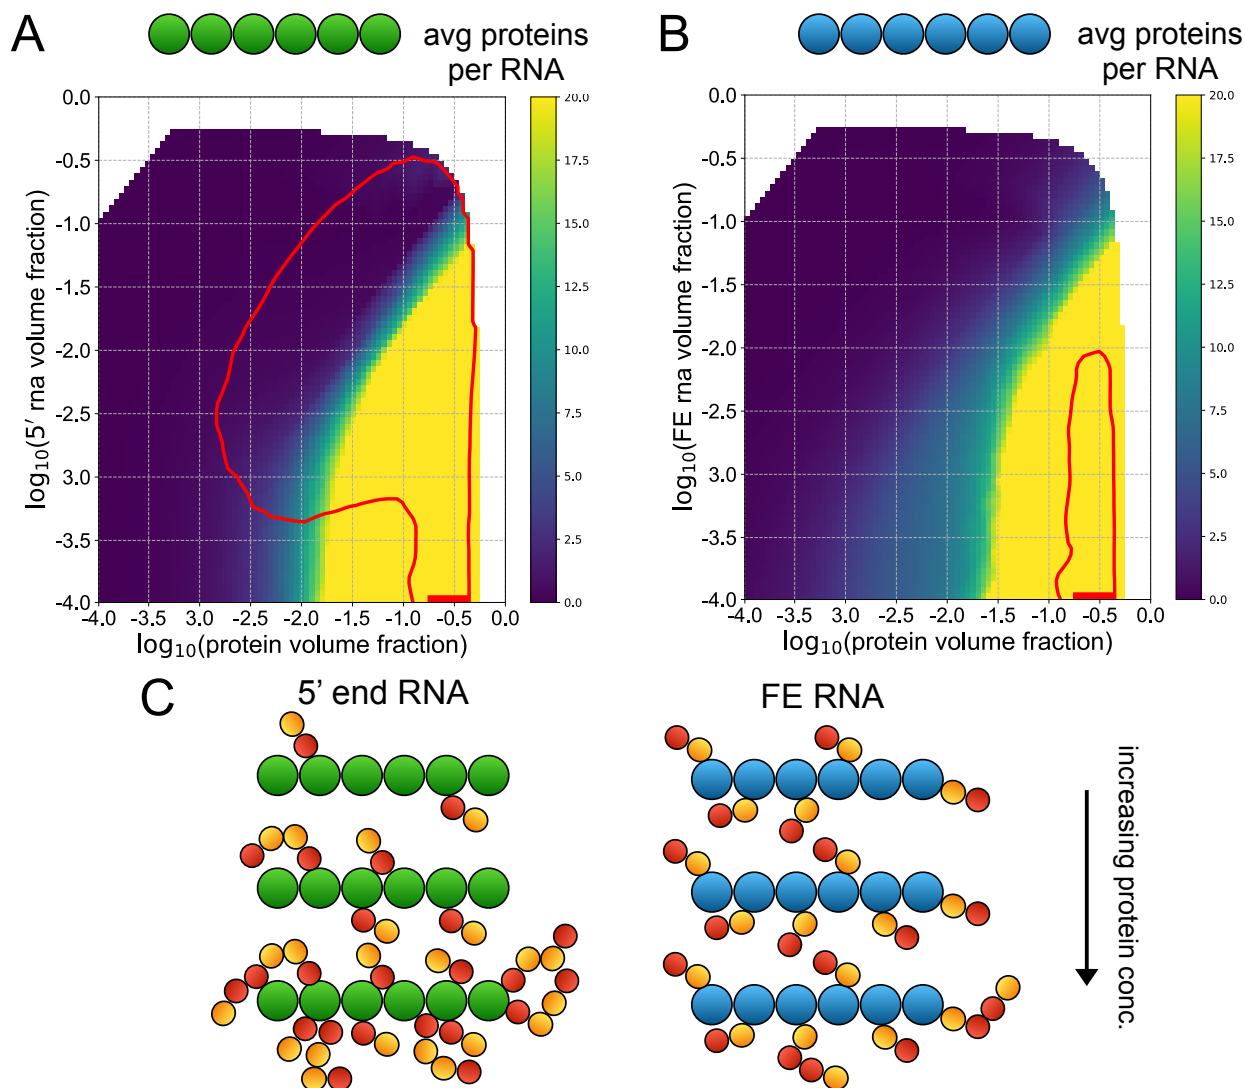 A
avg proteins
per RNA
0.0
-0.5
-1.0
-1.5
-2.0
-2.5
-3.0
-3.5
-4.0
log10(5′ rna volume fraction)
-4.0 -3.5 -3.0 -2.5 -2.0 -1.5 -1.0 -0.5 0.0
log10(protein volume fraction)
20.0
17.5
15.0
12.5
10.0
7.5
5.0
2.5
0.0
B
avg proteins
per RNA
0.0
-0.5
-1.0
-1.5
-2.0
-2.5
-3.0
-3.5
-4.0
log10(FE rna volume fraction)
-4.0 -3.5 -3.0 -2.5 -2.0 -1.5 -1.0 -0.5 0.0
log10(protein volume fraction)
20.0
17.5
15.0
12.5
10.0
7.5
5.0
2.5
0.0
C
5' end RNA
FE RNA
increasing protein conc.